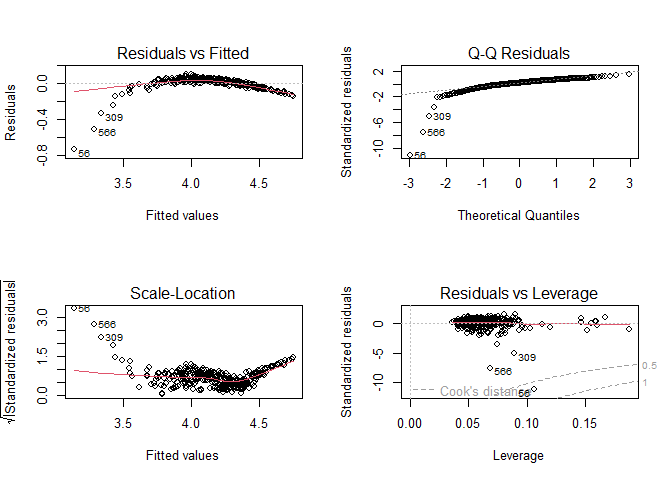 Residuals vs Fitted
Residuals
0.0
-0.4
-0.8
309
566
56
3.5 4.0 4.5
Fitted values
Q-Q Residuals
Standardized residuals
2
-2
-6
-10
309
566
56
-3 -2 -1 0 1 2 3
Theoretical Quantiles
Scale-Location
√|Standardized residuals|
3.0
1.5
0.0
56
566
309
3.5 4.0 4.5
Fitted values
Residuals vs Leverage
Standardized residuals
0
-5
-10
309
566
56
Cook's distance
0.5
1
0.00 0.05 0.10 0.15
Leverage